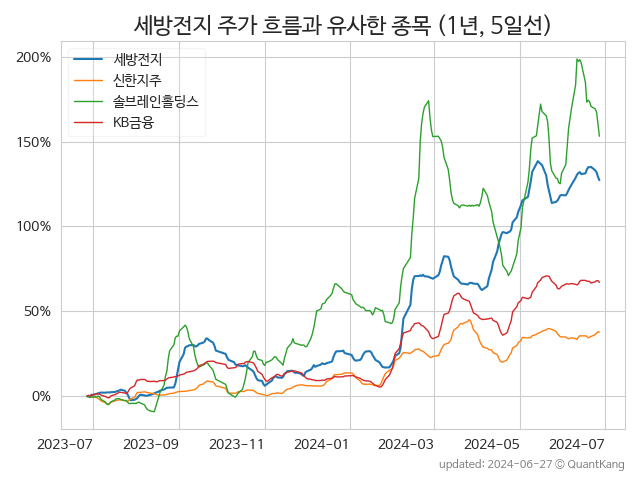 세방전지 주가 흐름과 유사한 종목 (1년, 5일선)
세방전지
신한지주
솔브레인홀딩스
KB금융
200%
150%
100%
50%
0%
2023-07 2023-09 2023-11 2024-01 2024-03 2024-05 2024-07
updated: 2024-06-27 © QuantKang